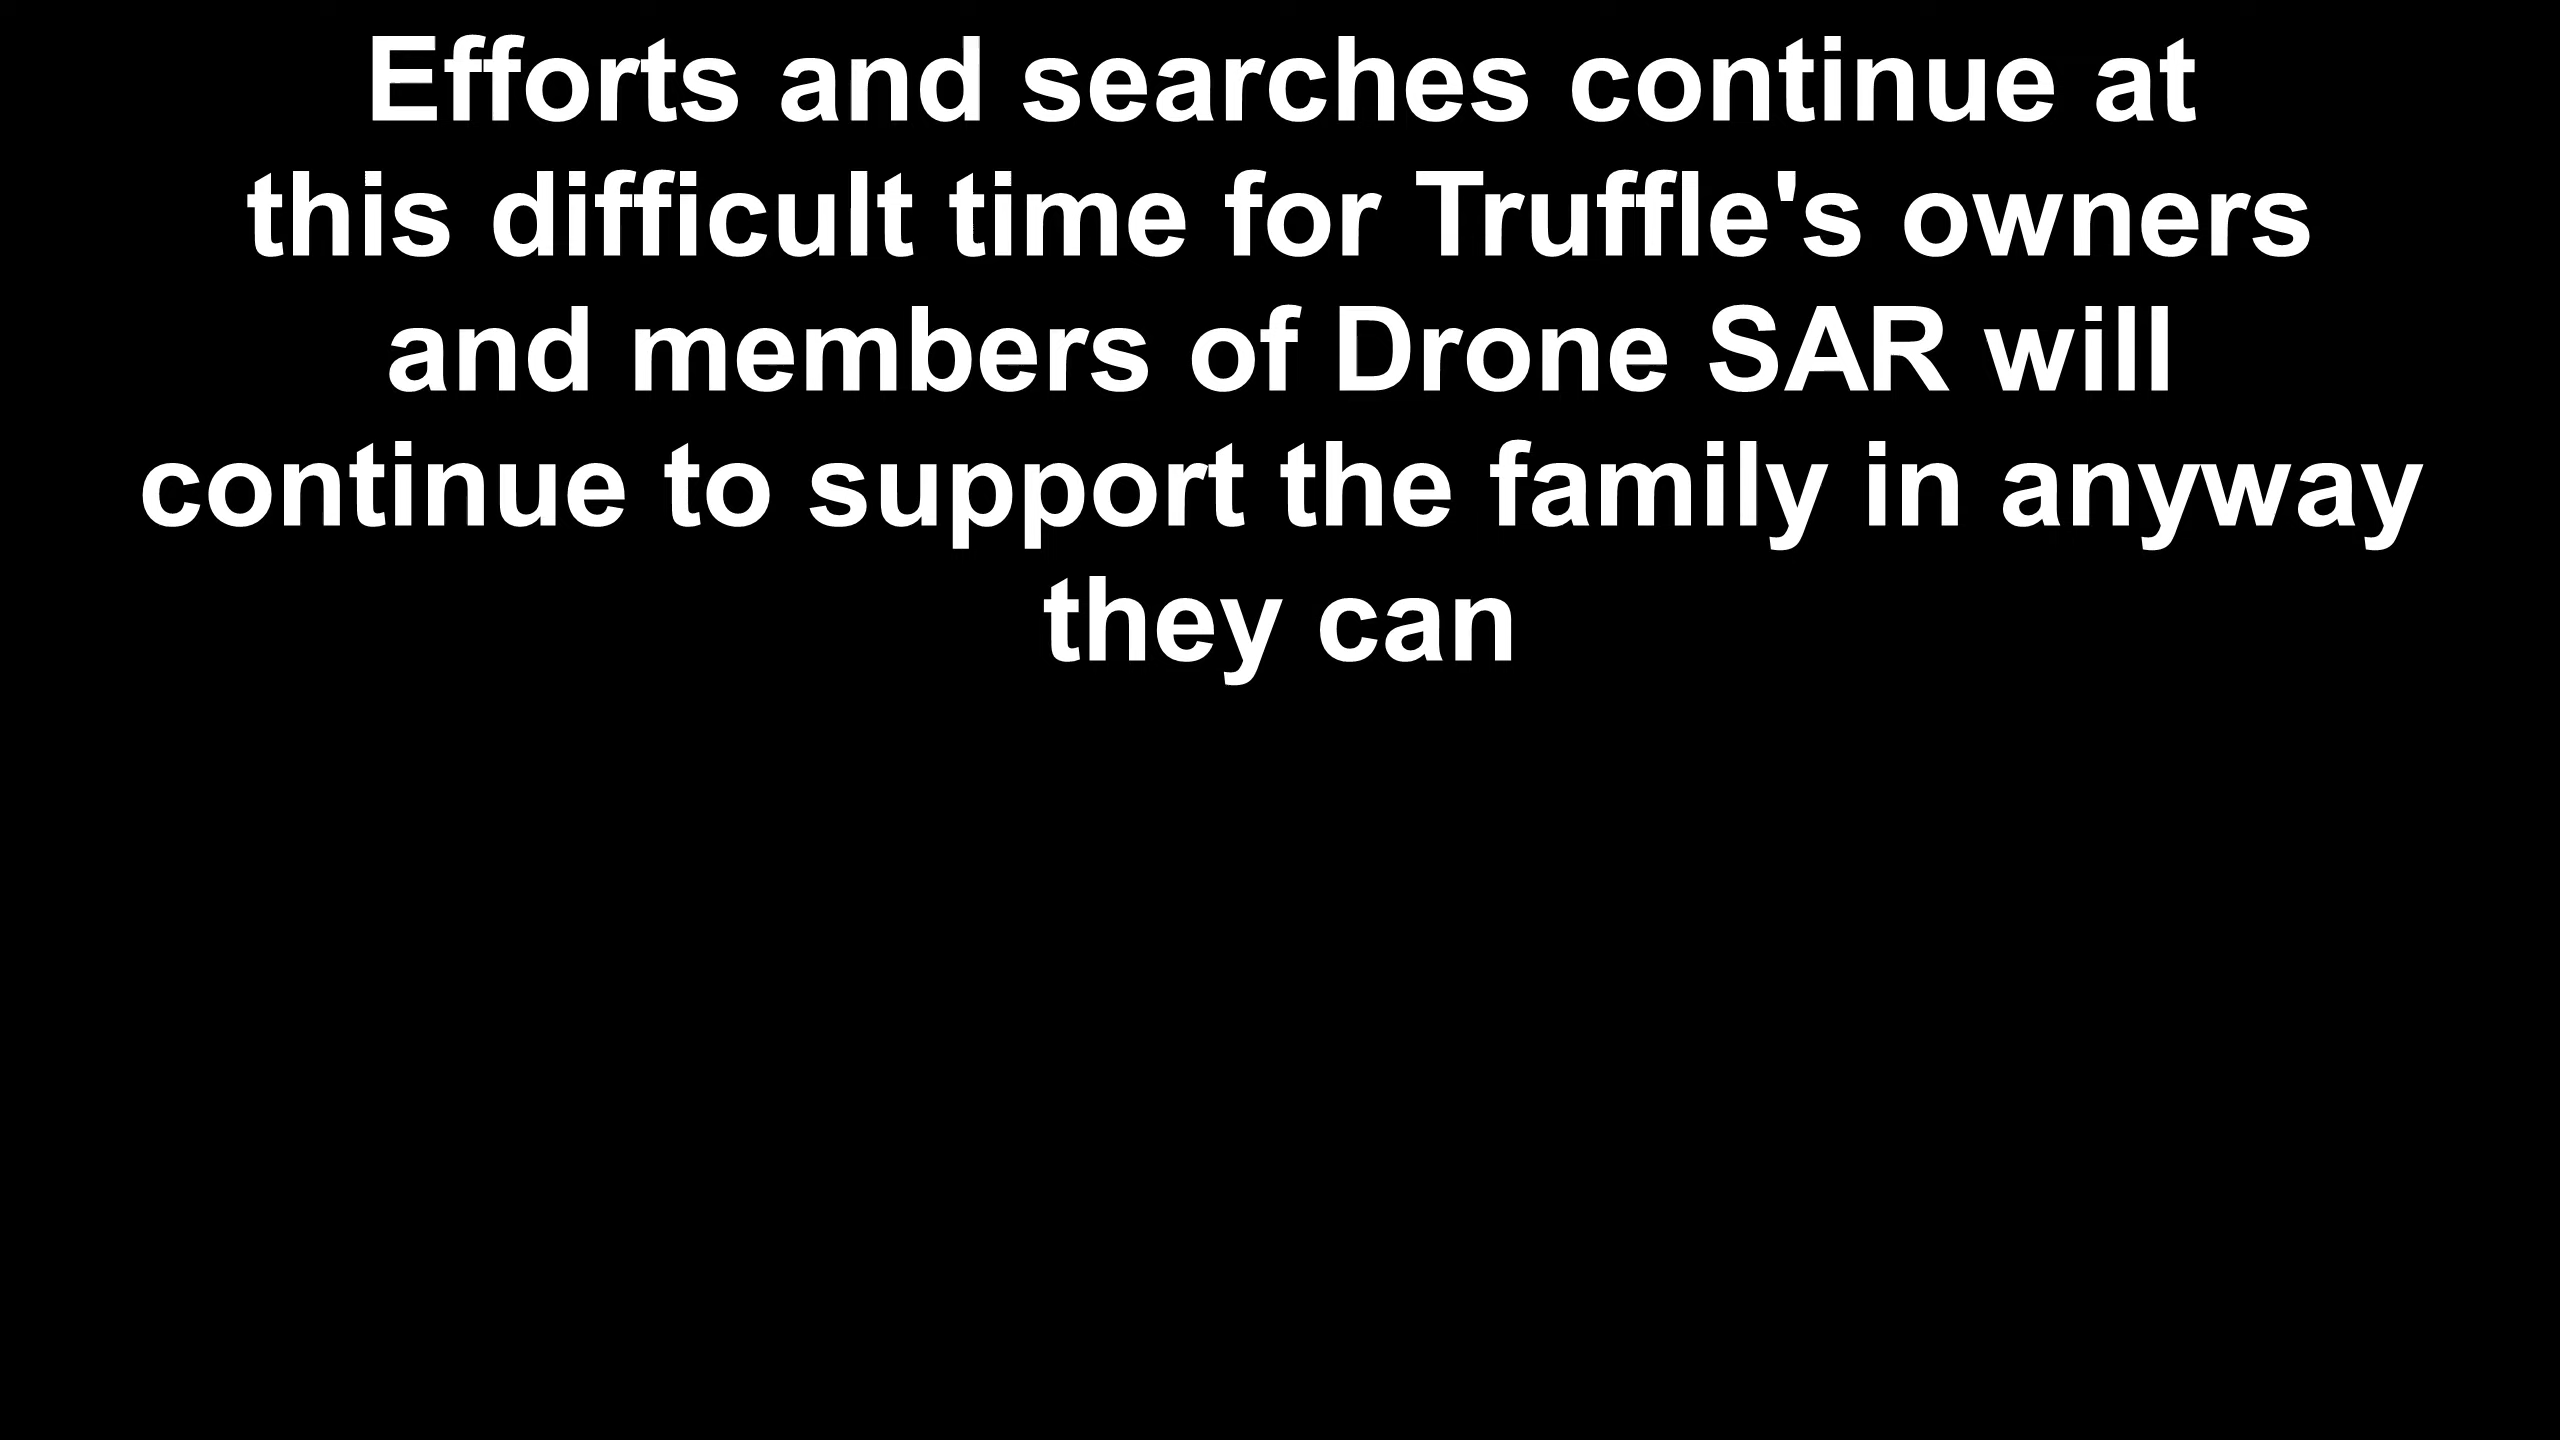 Efforts and searches continue at
this difficult time for Truffle's owners
and members of Drone SAR will
continue to support the family in anyway
they can